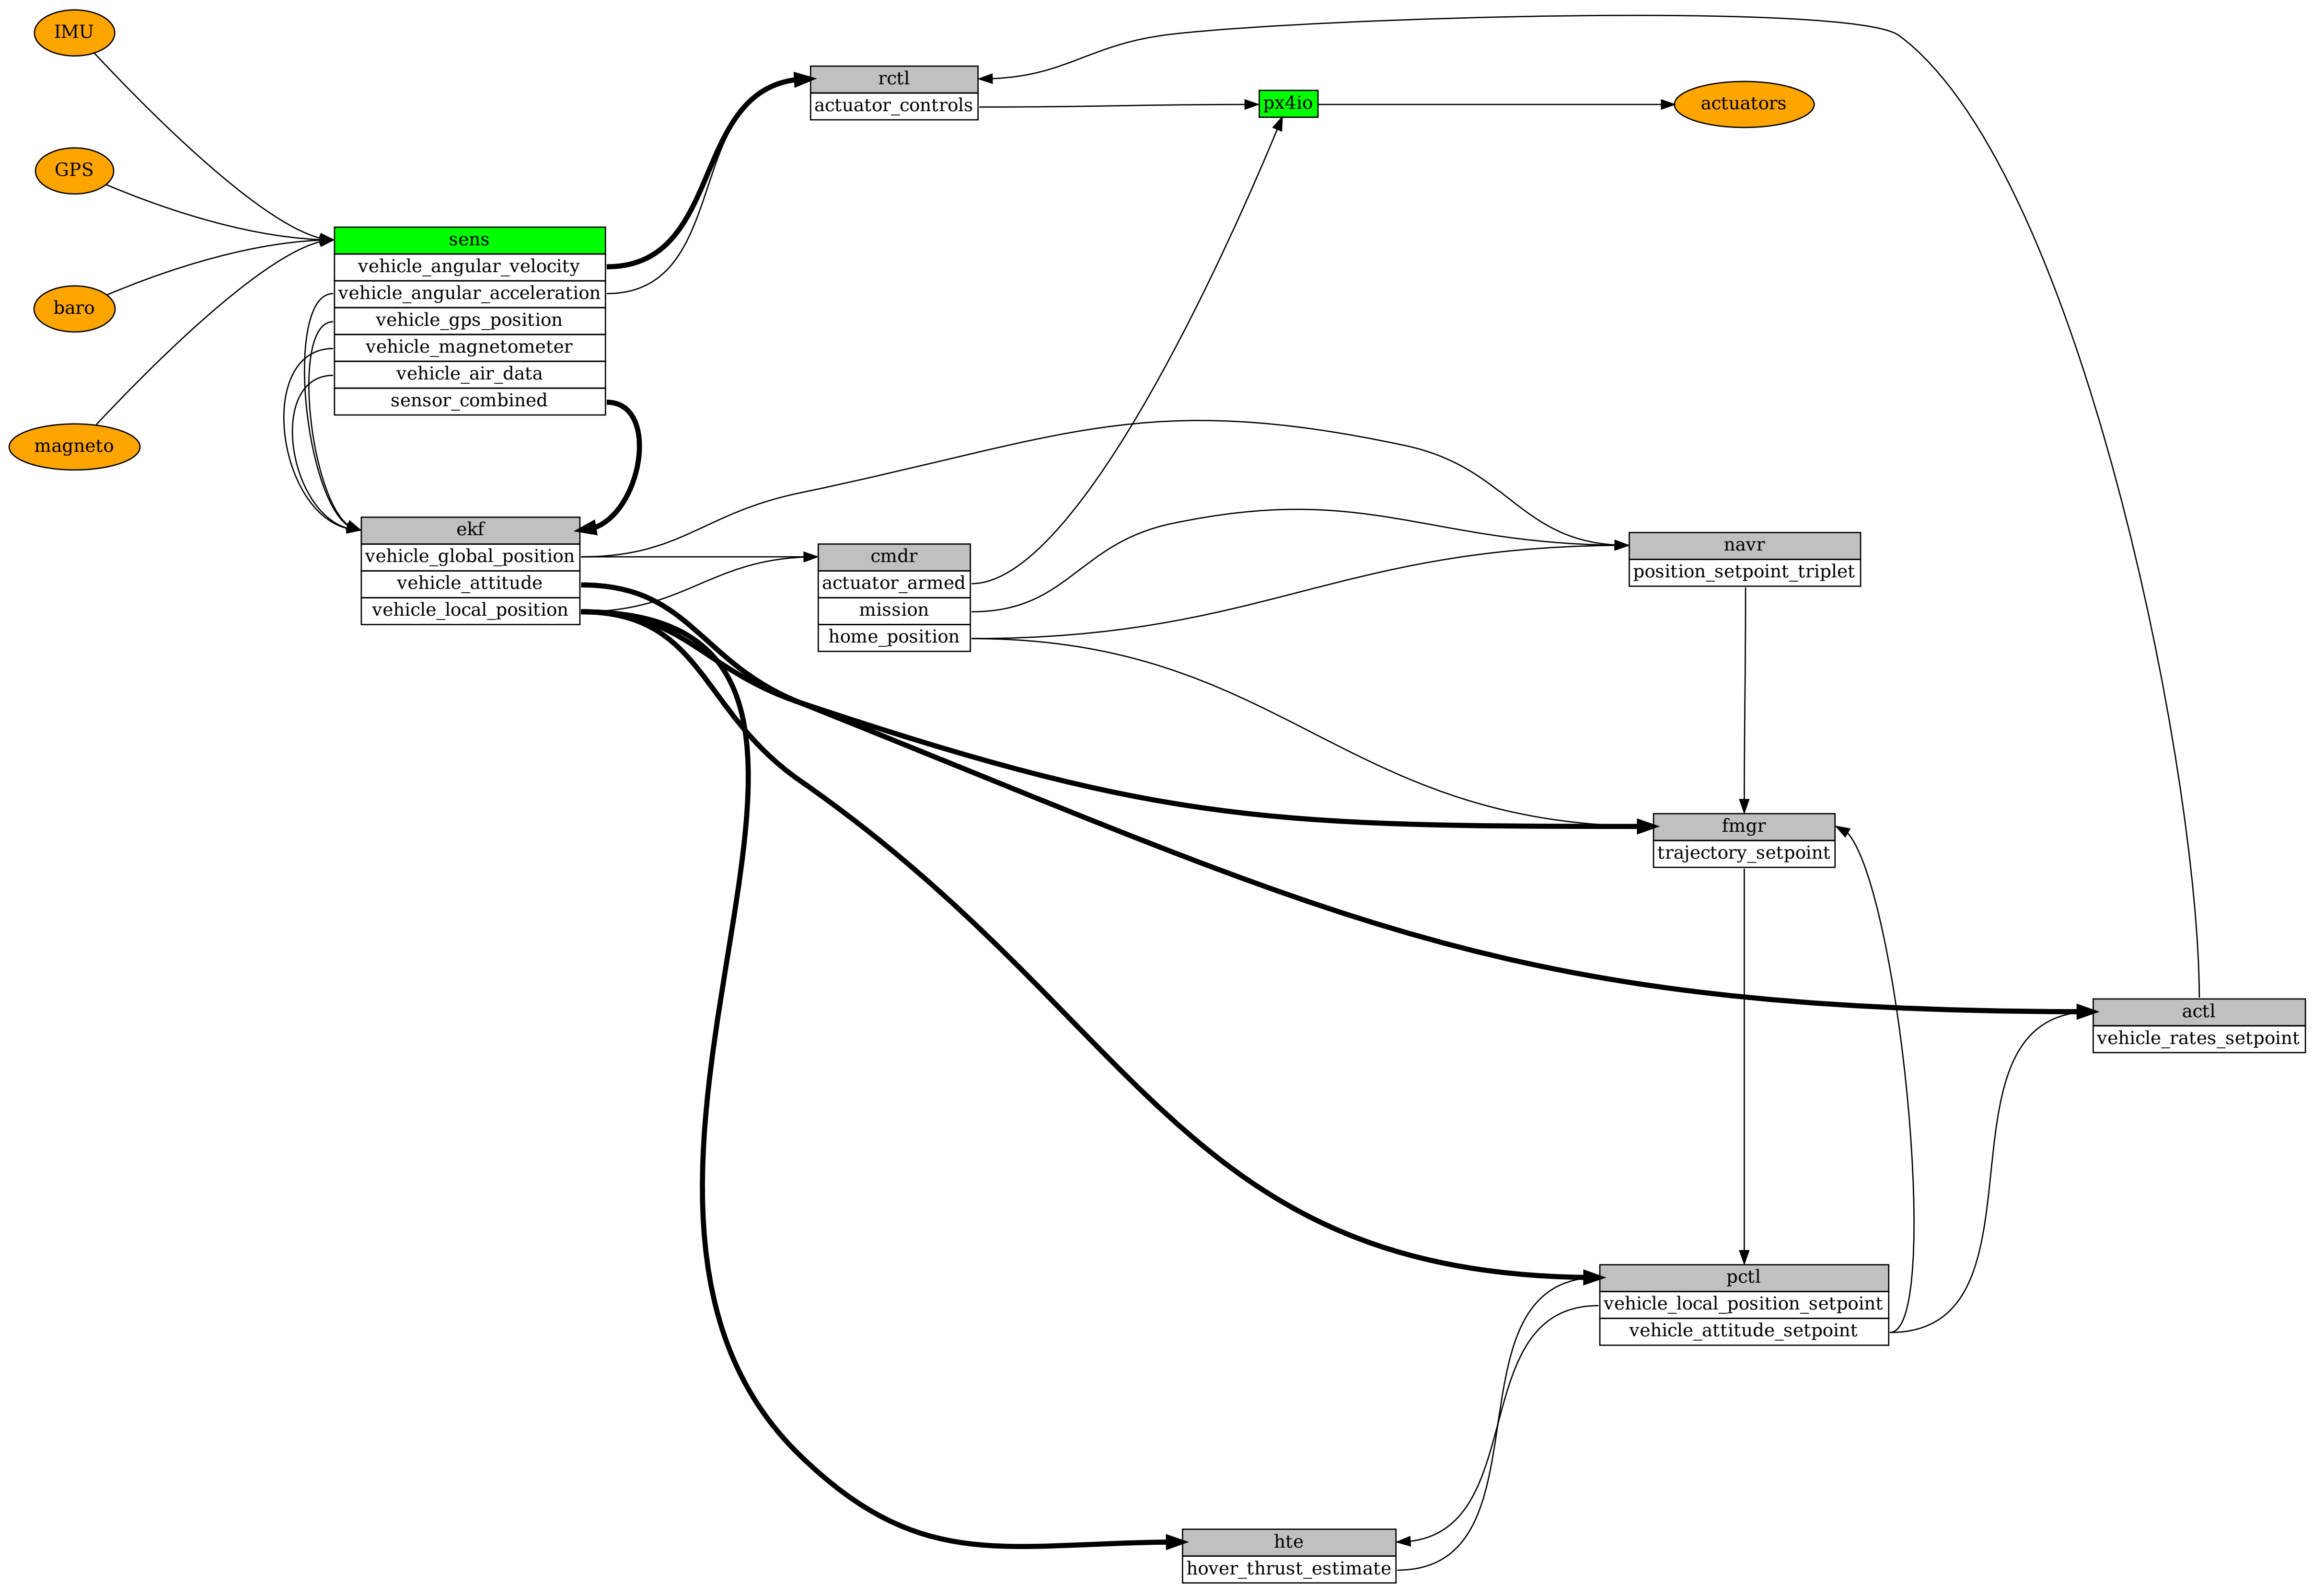 IMU
GPS
baro
magneto
sens
vehicle_angular_velocity
vehicle_angular_acceleration
vehicle_gps_position
vehicle_magnetometer
vehicle_air_data
sensor_combined
ekf
vehicle_global_position
vehicle_attitude
vehicle_local_position
rctl
actuator_controls
px4io
actuators
cmdr
actuator_armed
mission
home_position
navr
position_setpoint_triplet
fmgr
trajectory_setpoint
actl
vehicle_rates_setpoint
pctl
vehicle_local_position_setpoint
vehicle_attitude_setpoint
hte
hover_thrust_estimate